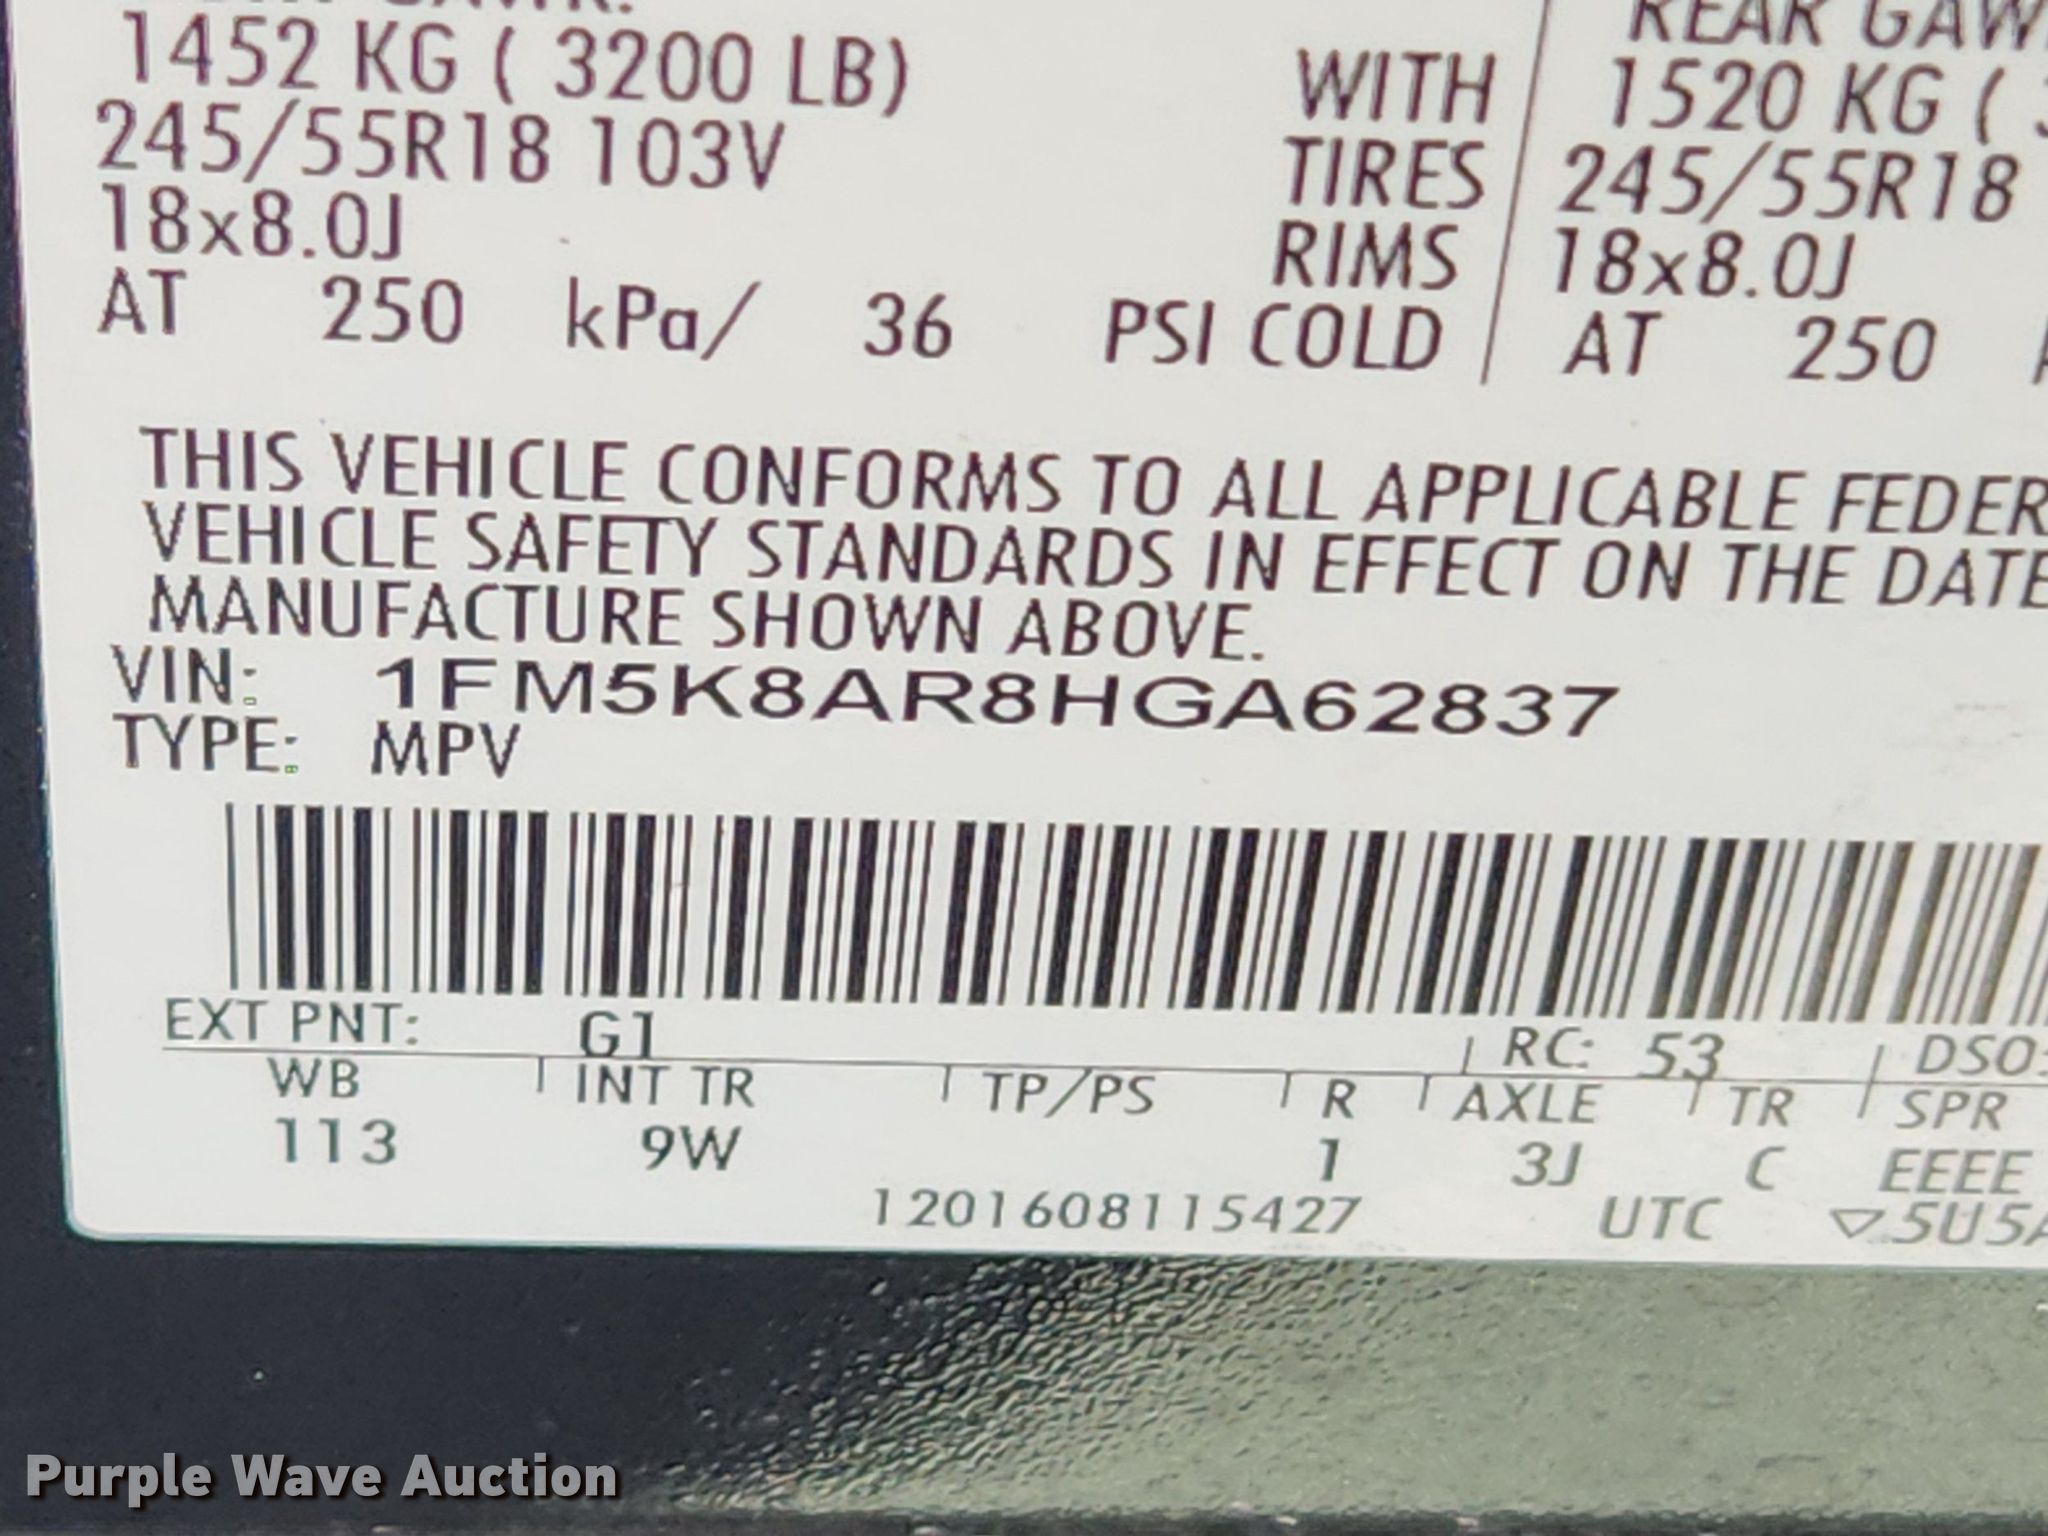 1452 KG ( 3200 LB)
245/55R18 103V
18x8.0J
AT 250 kPa/ 36 PSI COLD
WITH
TIRES
RIMS
REAR GAW
1520 KG (
245/55R18
18x8.0J
AT 250
THIS VEHICLE CONFORMS TO ALL APPLICABLE FEDER
VEHICLE SAFETY STANDARDS IN EFFECT ON THE DATE
MANUFACTURE SHOWN ABOVE.
VIN: 1FM5K8AR8HGA62837
TYPE: MPV
EXT PNT: G1 RC: 53 DSO:
WB INT TR TP/PS R AXLE TR SPR
113 9W 1 3J C EEEE
1201608115427 UTC ▽5U5A
Purple Wave Auction